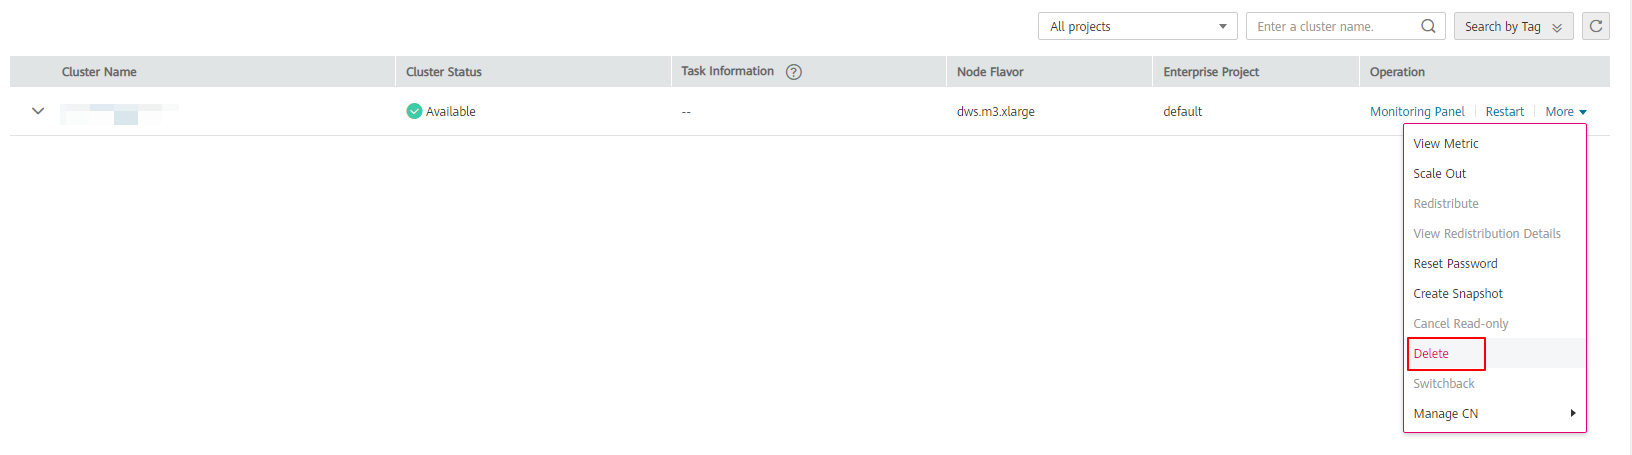 All projects Enter a cluster name. Search by Tag
Cluster Name Cluster Status Task Information ? Node Flavor Enterprise Project Operation
Available -- dws.m3.xlarge default Monitoring Panel Restart More
View Metric
Scale Out
Redistribute
View Redistribution Details
Reset Password
Create Snapshot
Cancel Read-only
Delete
Switchback
Manage CN